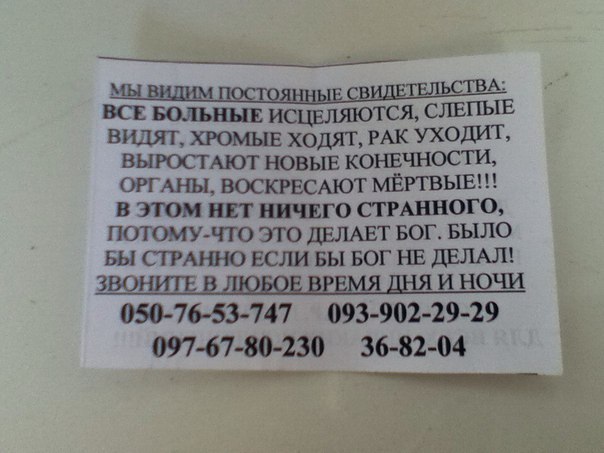 МЫ ВИДИМ ПОСТОЯННЫЕ СВИДЕТЕЛЬСТВА:
ВСЕ БОЛЬНЫЕ ИСЦЕЛЯЮТСЯ, СЛЕПЫЕ
ВИДЯТ, ХРОМЫЕ ХОДЯТ, РАК УХОДИТ,
ВЫРОСТАЮТ НОВЫЕ КОНЕЧНОСТИ,
ОРГАНЫ, ВОСКРЕСАЮТ МЁРТВЫЕ!!!
В ЭТОМ НЕТ НИЧЕГО СТРАННОГО,
ПОТОМУ-ЧТО ЭТО ДЕЛАЕТ БОГ. БЫЛО
БЫ СТРАННО ЕСЛИ БЫ БОГ НЕ ДЕЛАЛ!
ЗВОНИТЕ В ЛЮБОЕ ВРЕМЯ ДНЯ И НОЧИ
050-76-53-747 093-902-29-29
097-67-80-230 36-82-04